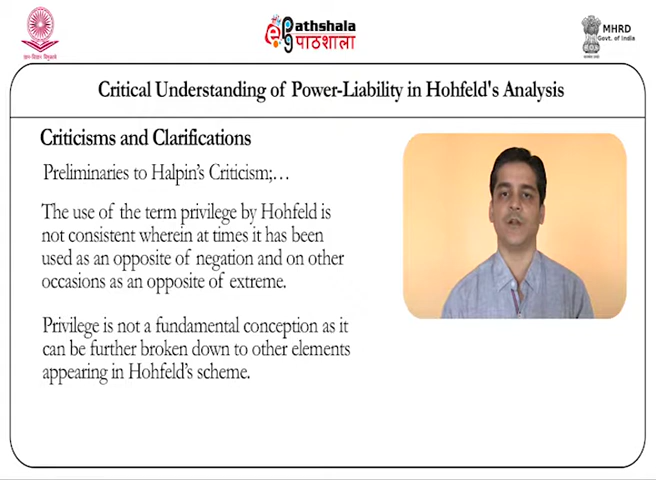 Pathshala
पाठशाला
MHRD
Govt. of India
Critical Understanding of Power-Liability in Hohfeld's Analysis
Criticisms and Clarifications
Preliminaries to Halpin's Criticism;...
The use of the term privilege by Hohfeld is
not consistent wherein at times it has been
used as an opposite of negation and on other
occasions as an opposite of extreme.
Privilege is not a fundamental conception as it
can be further broken down to other elements
appearing in Hohfeld's scheme.